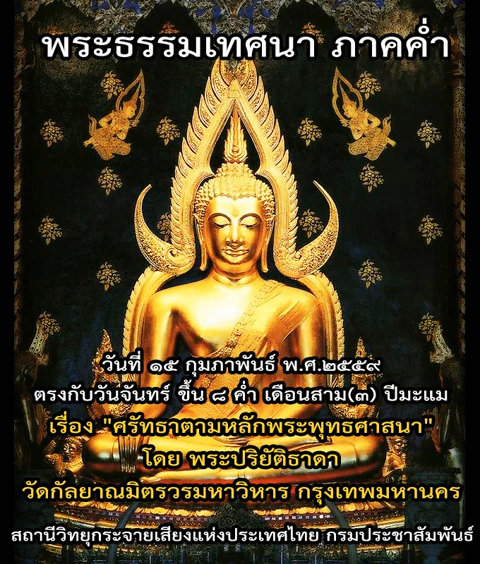 พระธรรมเทศนา ภาคค่ำ
วันที่ ๑๕ กุมภาพันธ์ พ.ศ.๒๕๕๙
ตรงกับวันจันทร์ ขึ้น ๘ ค่ำ เดือนสาม(๓) ปีมะแม
เรื่อง "ศรัทธาตามหลักพระพุทธศาสนา"
โดย พระปริยัติธาดา
วัดกัลยาณมิตรวรมหาวิหาร กรุงเทพมหานคร
สถานีวิทยุกระจายเสียงแห่งประเทศไทย กรมประชาสัมพันธ์